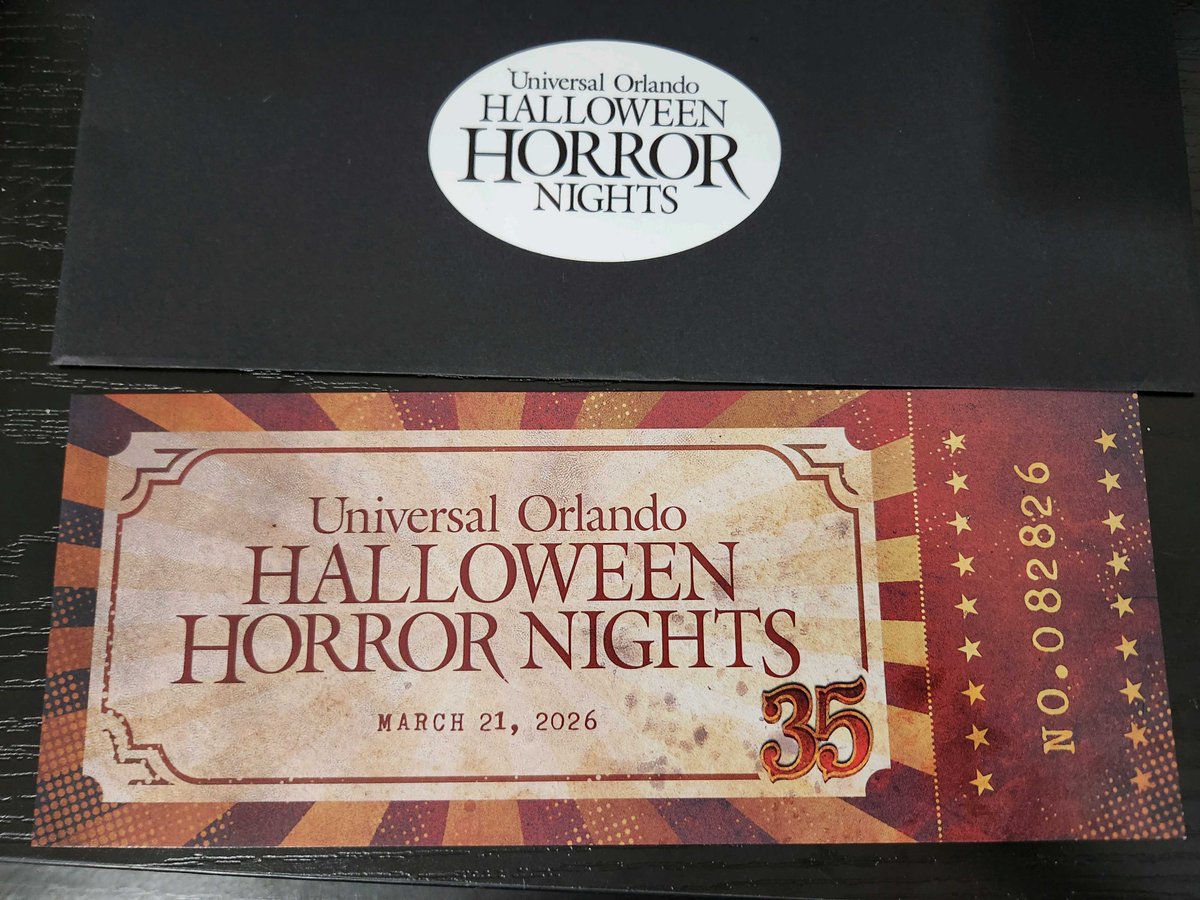 Universal Orlando
HALLOWEEN
HORROR
NIGHTS
Universal Orlando
HALLOWEEN
HORROR NIGHTS
35
MARCH 21, 2026
NO.082826